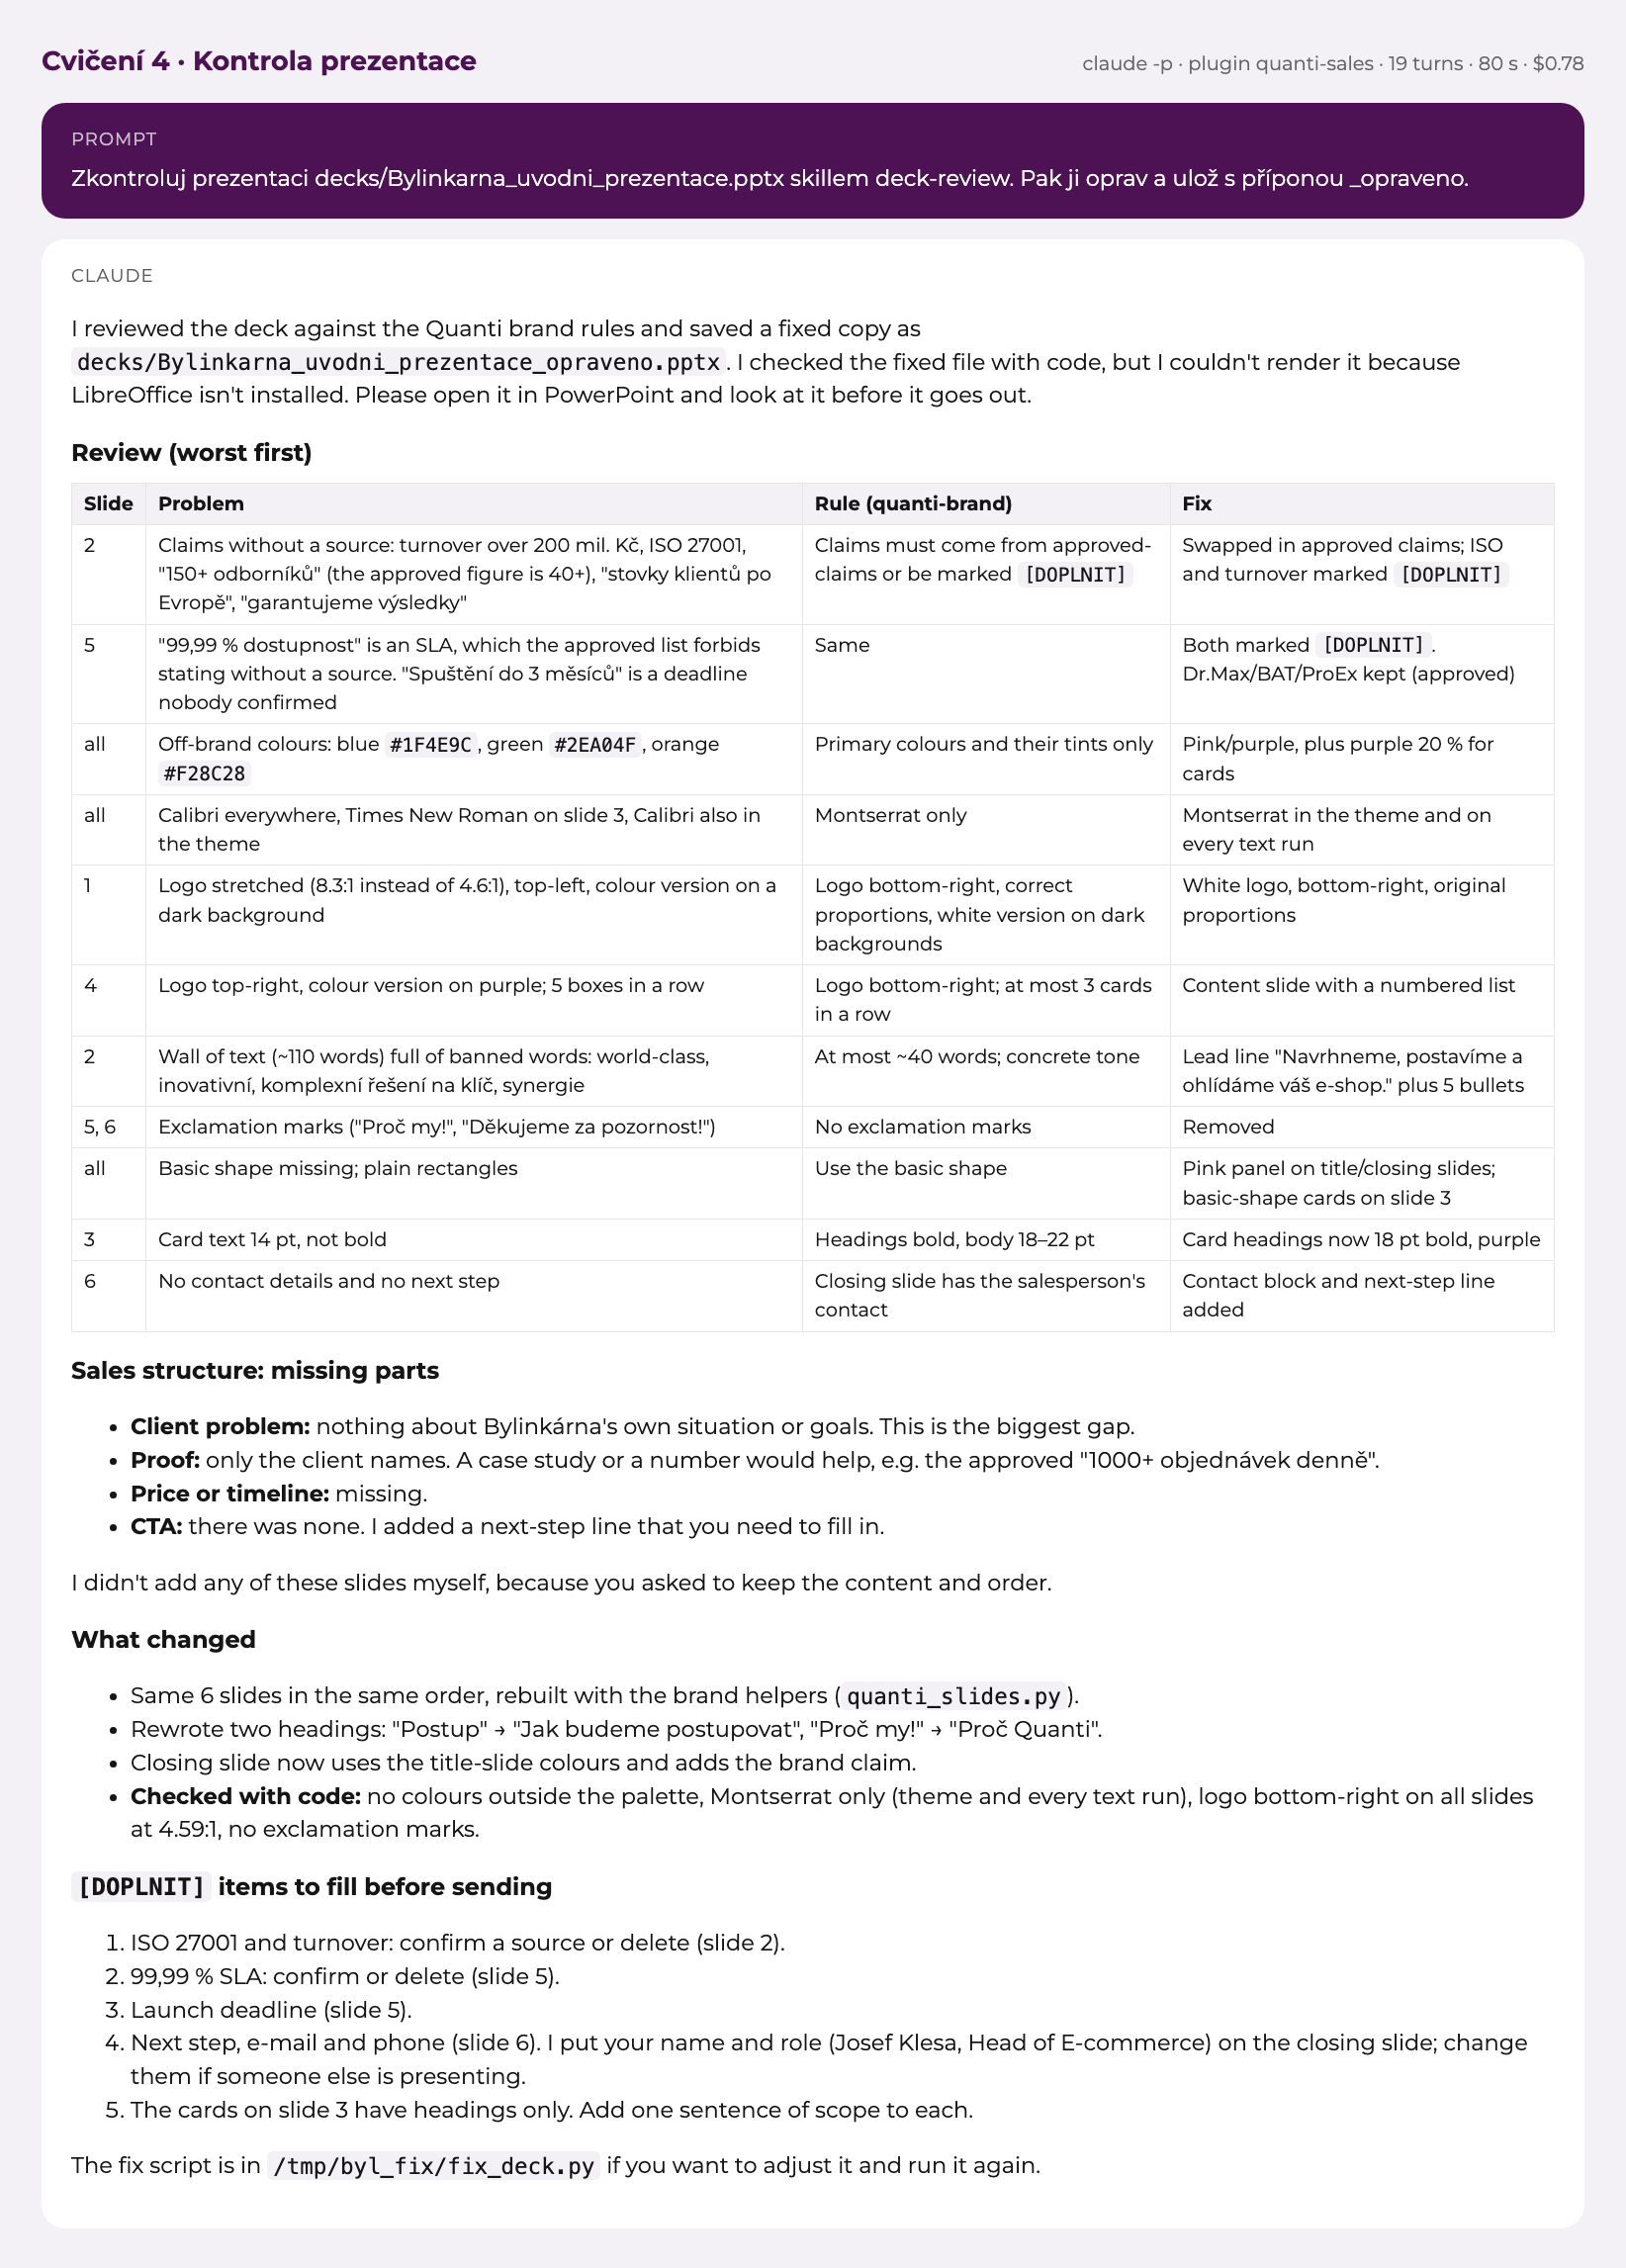 Cvičení 4 · Kontrola prezentace
claude -p · plugin quanti-sales · 19 turns · 80 s · $0.78
PROMPT
Zkontroluj prezentaci decks/Bylinkarna_uvodni_prezentace.pptx skillem deck-review. Pak ji oprav a ulož s příponou _opraveno.
CLAUDE
I reviewed the deck against the Quanti brand rules and saved a fixed copy as
decks/Bylinkarna_uvodni_prezentace_opraveno.pptx. I checked the fixed file with code, but I couldn't render it because
LibreOffice isn't installed. Please open it in PowerPoint and look at it before it goes out.
Review (worst first)
Slide Problem Rule (quanti-brand) Fix
2
Claims without a source: turnover over 200 mil. Kč, ISO 27001,
"150+ odborníků" (the approved figure is 40+), "stovky klientů po
Evropě", "garantujeme výsledky"
Claims must come from approved-
claims or be marked [DOPLNIT]
Swapped in approved claims; ISO
and turnover marked [DOPLNIT]
5
"99,99 % dostupnost" is an SLA, which the approved list forbids
stating without a source. "Spuštění do 3 měsíců" is a deadline
nobody confirmed
Same
Both marked [DOPLNIT].
Dr.Max/BAT/ProEx kept (approved)
all
Off-brand colours: blue #1F4E9C, green #2EA04F, orange
#F28C28
Primary colours and their tints only
Pink/purple, plus purple 20 % for
cards
all
Calibri everywhere, Times New Roman on slide 3, Calibri also in
the theme
Montserrat only
Montserrat in the theme and on
every text run
1
Logo stretched (8.3:1 instead of 4.6:1), top-left, colour version on a
dark background
Logo bottom-right, correct
proportions, white version on dark
backgrounds
White logo, bottom-right, original
proportions
4
Logo top-right, colour version on purple; 5 boxes in a row
Logo bottom-right; at most 3 cards
in a row
Content slide with a numbered list
2
Wall of text (~110 words) full of banned words: world-class,
inovativní, komplexní řešení na klíč, synergie
At most ~40 words; concrete tone
Lead line "Navrhneme, postavíme a
ohlídáme váš e-shop." plus 5 bullets
5, 6
Exclamation marks ("Proč my!", "Děkujeme za pozornost!")
No exclamation marks
Removed
all
Basic shape missing; plain rectangles
Use the basic shape
Pink panel on title/closing slides;
basic-shape cards on slide 3
3
Card text 14 pt, not bold
Headings bold, body 18–22 pt
Card headings now 18 pt bold, purple
6
No contact details and no next step
Closing slide has the salesperson's
contact
Contact block and next-step line
added
Sales structure: missing parts
• Client problem: nothing about Bylinkárna's own situation or goals. This is the biggest gap.
• Proof: only the client names. A case study or a number would help, e.g. the approved "1000+ objednávek denně".
• Price or timeline: missing.
• CTA: there was none. I added a next-step line that you need to fill in.
I didn't add any of these slides myself, because you asked to keep the content and order.
What changed
• Same 6 slides in the same order, rebuilt with the brand helpers (quanti_slides.py).
• Rewrote two headings: "Postup" → "Jak budeme postupovat", "Proč my!" → "Proč Quanti".
• Closing slide now uses the title-slide colours and adds the brand claim.
• Checked with code: no colours outside the palette, Montserrat only (theme and every text run), logo bottom-right on all slides
at 4.59:1, no exclamation marks.
[DOPLNIT] items to fill before sending
1. ISO 27001 and turnover: confirm a source or delete (slide 2).
2. 99,99 % SLA: confirm or delete (slide 5).
3. Launch deadline (slide 5).
4. Next step, e-mail and phone (slide 6). I put your name and role (Josef Klesa, Head of E-commerce) on the closing slide; change
them if someone else is presenting.
5. The cards on slide 3 have headings only. Add one sentence of scope to each.
The fix script is in /tmp/byl_fix/fix_deck.py if you want to adjust it and run it again.